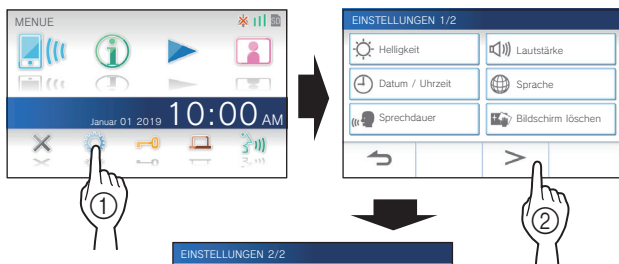 MENUE
SD
Januar 01 2019 10:00 AM
①
EINSTELLUNGEN 1/2
Helligkeit
Lautstärke
Datum / Uhrzeit
Sprache
Sprechdauer
Bildschirm löschen
②
EINSTELLUNGEN 2/2